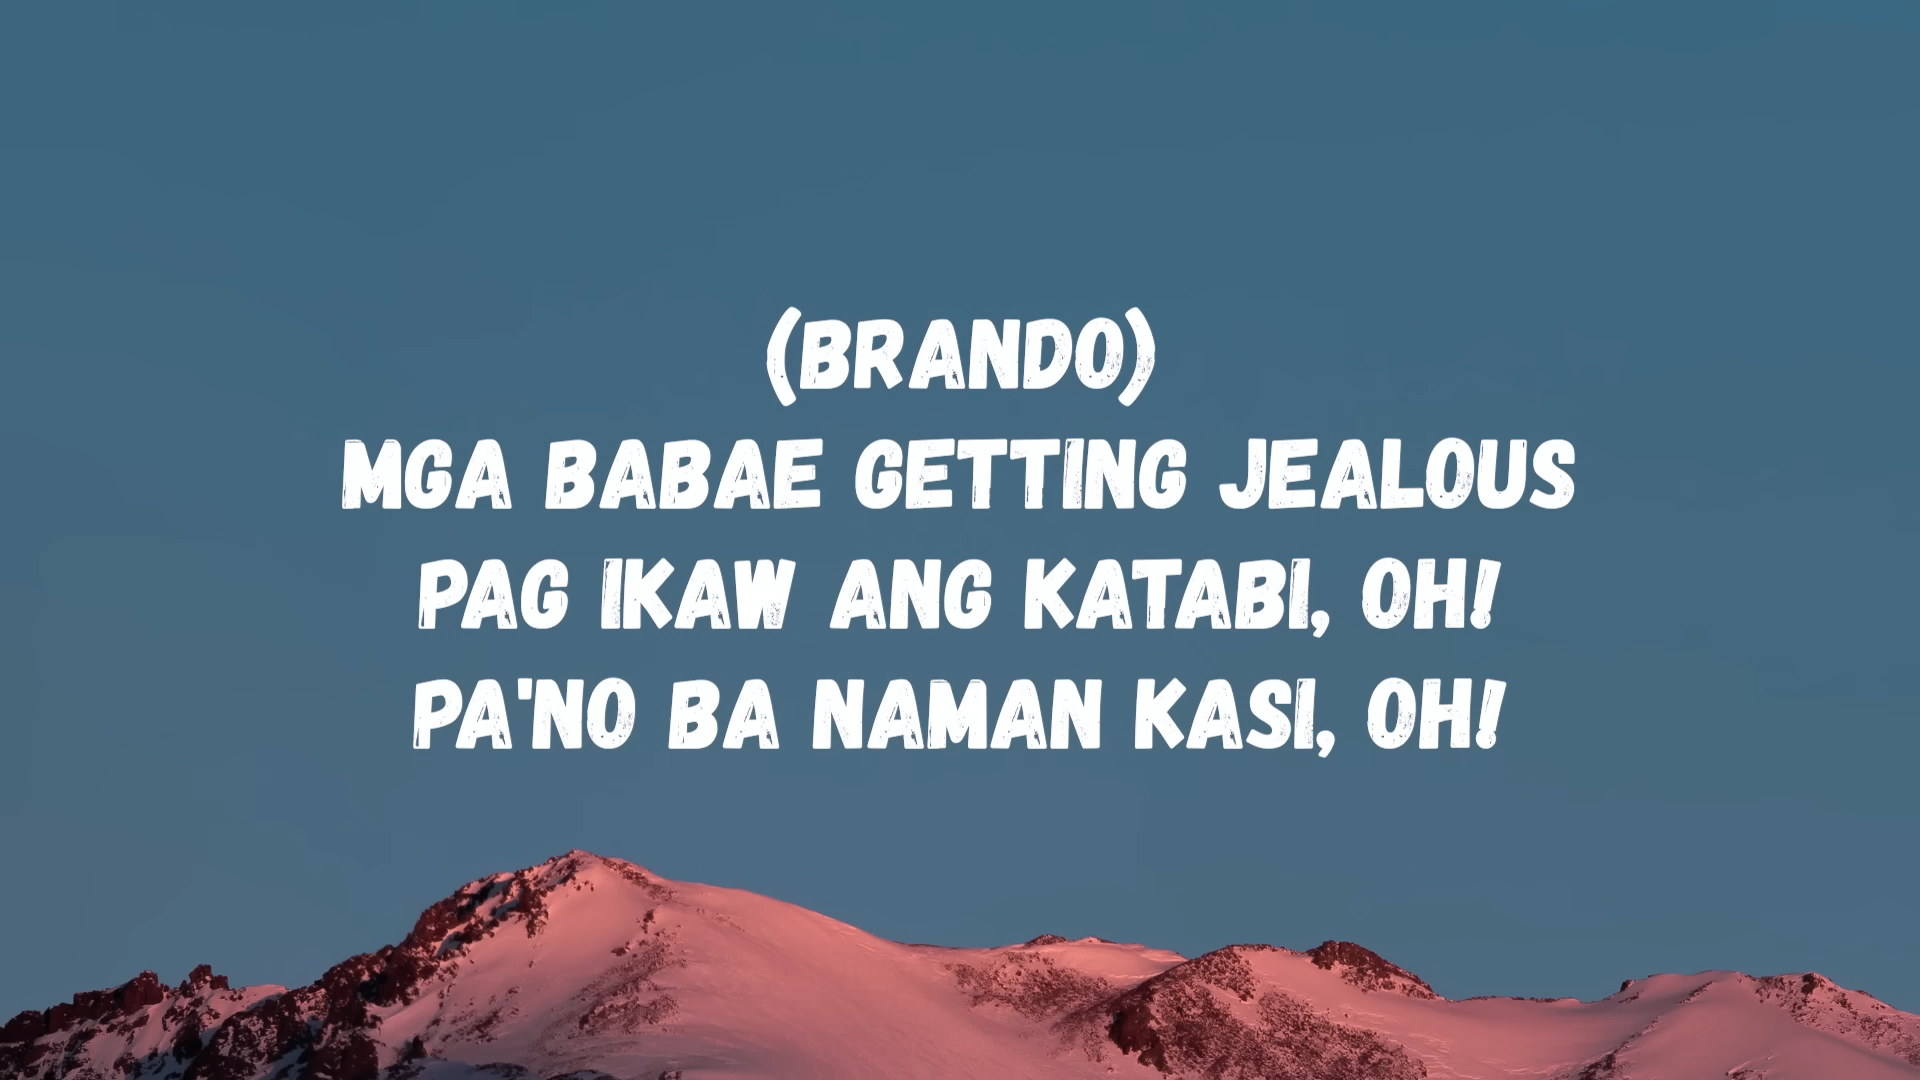 (BRANDO)
MGA BABAE GETTING JEALOUS
PAG IKAW ANG KATABI, OH!
PA'NO BA NAMAN KASI, OH!